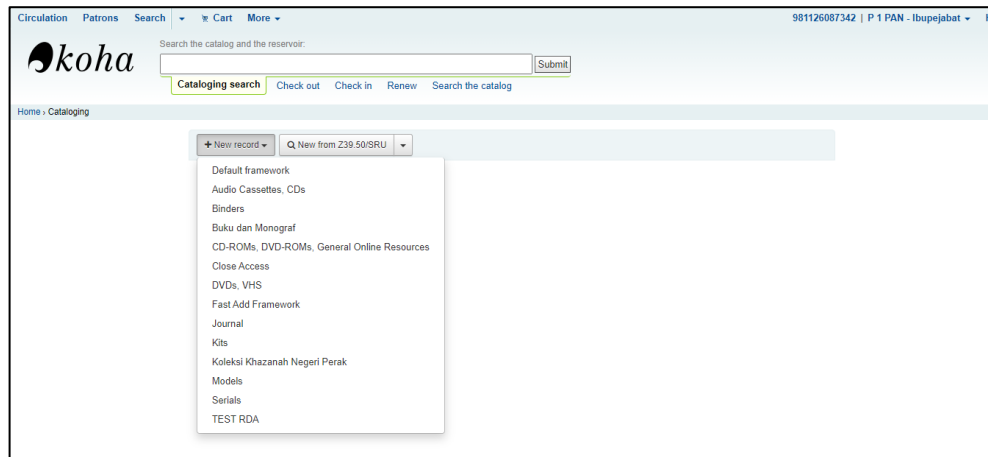 Circulation Patrons Search Cart More 981126087342 | P 1 PAN - Ibupejabat
koha
Search the catalog and the reservoir:
Submit
Cataloging search Check out Check in Renew Search the catalog
Home › Cataloging
+ New record New from Z39.50/SRU
Default framework
Audio Cassettes, CDs
Binders
Buku dan Monograf
CD-ROMs, DVD-ROMs, General Online Resources
Close Access
DVDs, VHS
Fast Add Framework
Journal
Kits
Koleksi Khazanah Negeri Perak
Models
Serials
TEST RDA